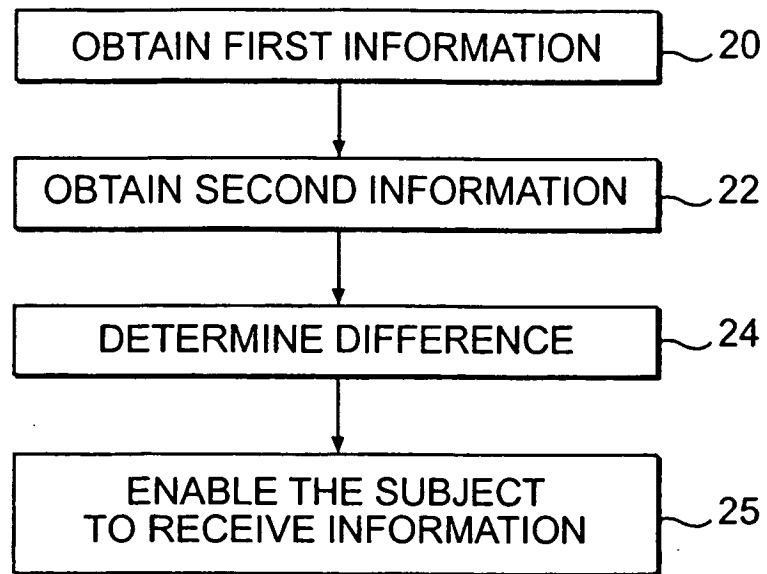 OBTAIN FIRST INFORMATION 20
OBTAIN SECOND INFORMATION 22
DETERMINE DIFFERENCE 24
ENABLE THE SUBJECT
TO RECEIVE INFORMATION 25